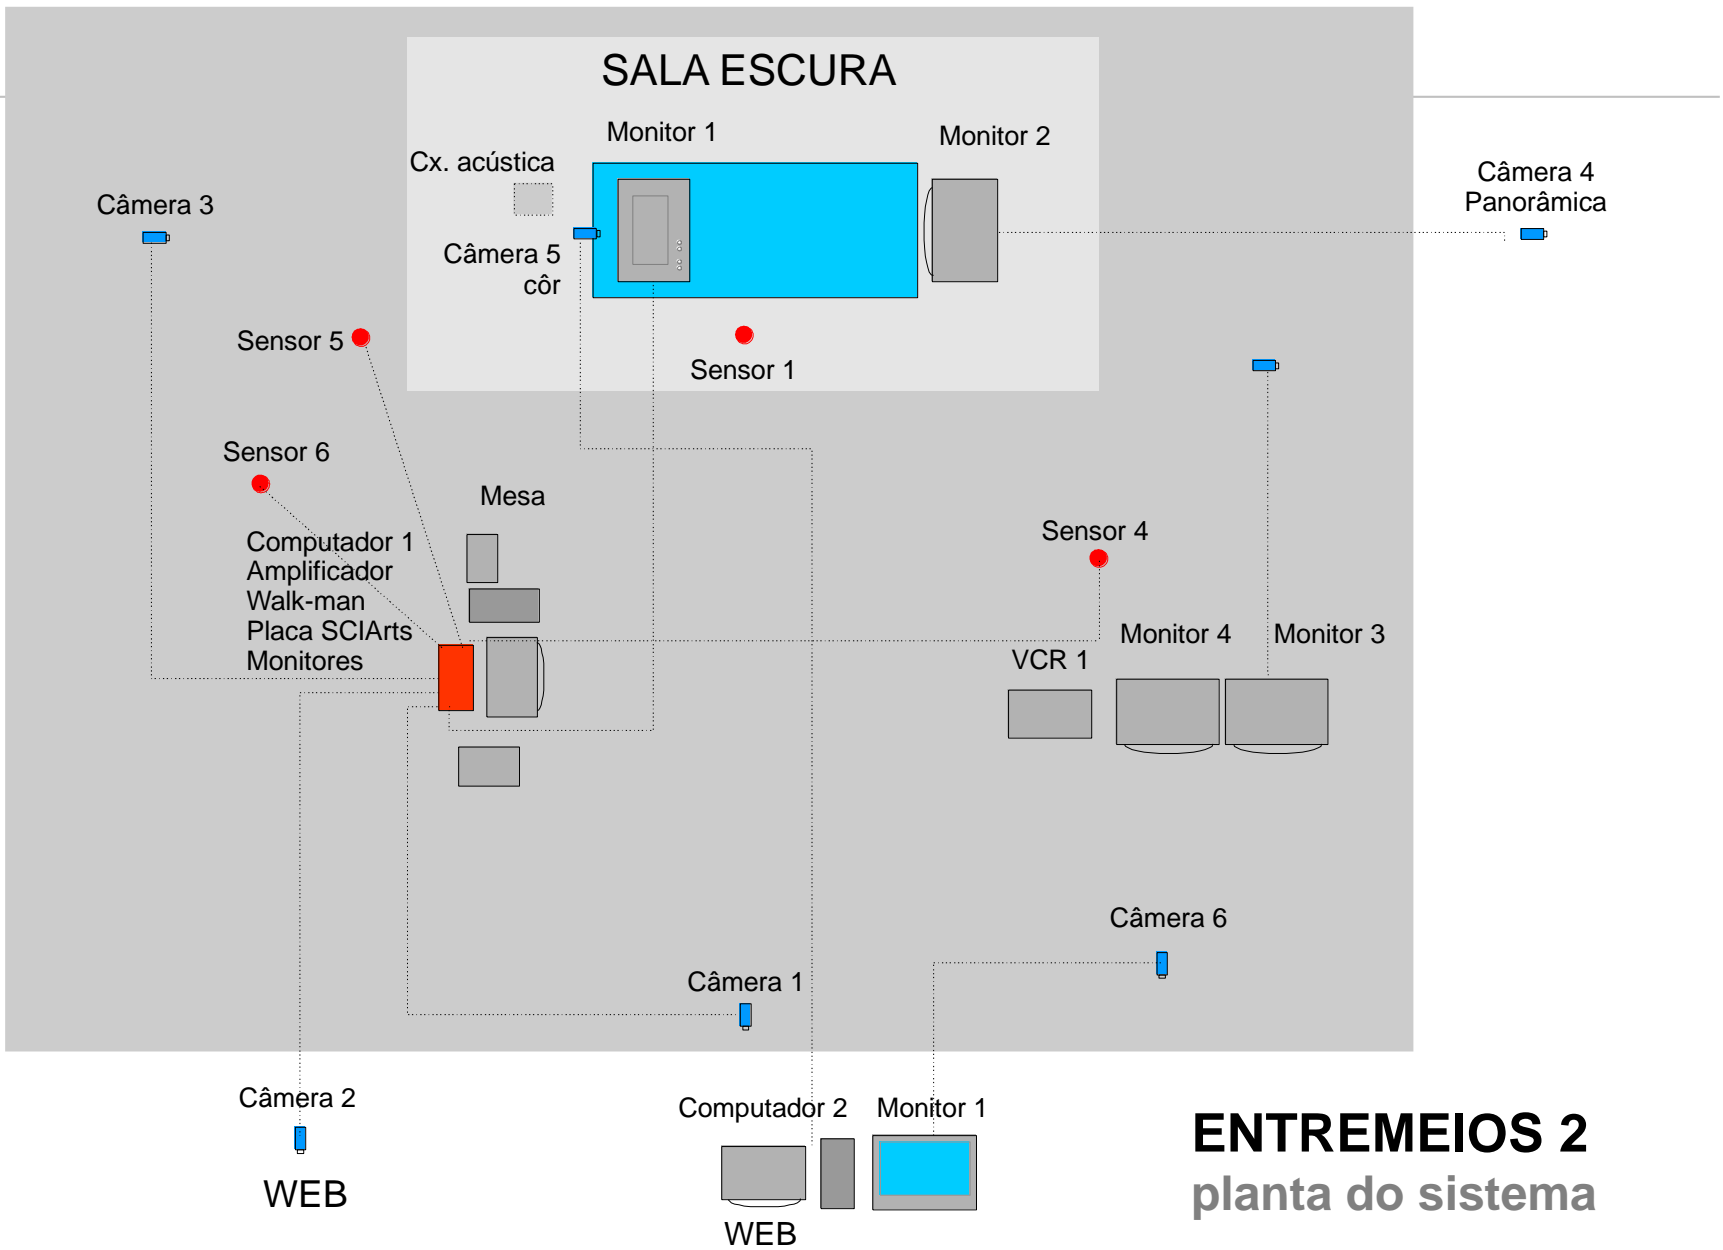 SALA ESCURA
Monitor 1
Monitor 2
Cx. acústica
Câmera 4
Panorâmica
Câmera 3
Câmera 5
côr
Sensor 5
Sensor 1
Sensor 6
Mesa
Computador 1
Amplificador
Walk-man
Placa SCIArts
Monitores
Sensor 4
Monitor 4
Monitor 3
VCR 1
Câmera 6
Câmera 1
Câmera 2
WEB
Computador 2
Monitor 1
WEB
ENTREMEIOS 2
planta do sistema